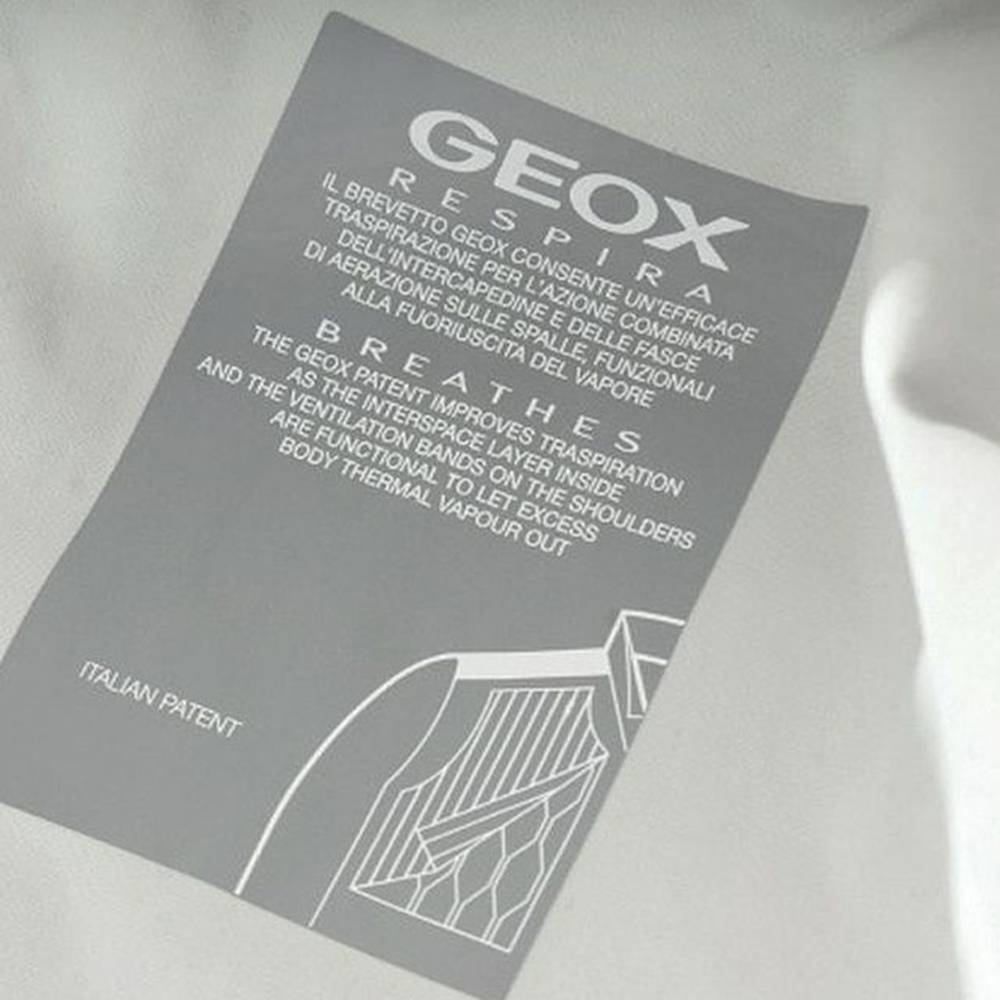 GEOX
RESPIRA
IL BREVETTO GEOX CONSENTE UN'EFFICACE
TRASPIRAZIONE PER L'AZIONE COMBINATA
DELL'INTERCAPEDINE E DELLE FASCE
DI AERAZIONE SULLE SPALLE, FUNZIONALI
ALLA FUORIUSCITA DEL VAPORE
BREATHES
THE GEOX PATENT IMPROVES TRASPIRATION
AS THE INTERSPACE LAYER INSIDE
AND THE VENTILATION BANDS ON THE SHOULDERS
ARE FUNCTIONAL TO LET EXCESS
BODY THERMAL VAPOUR OUT
ITALIAN PATENT